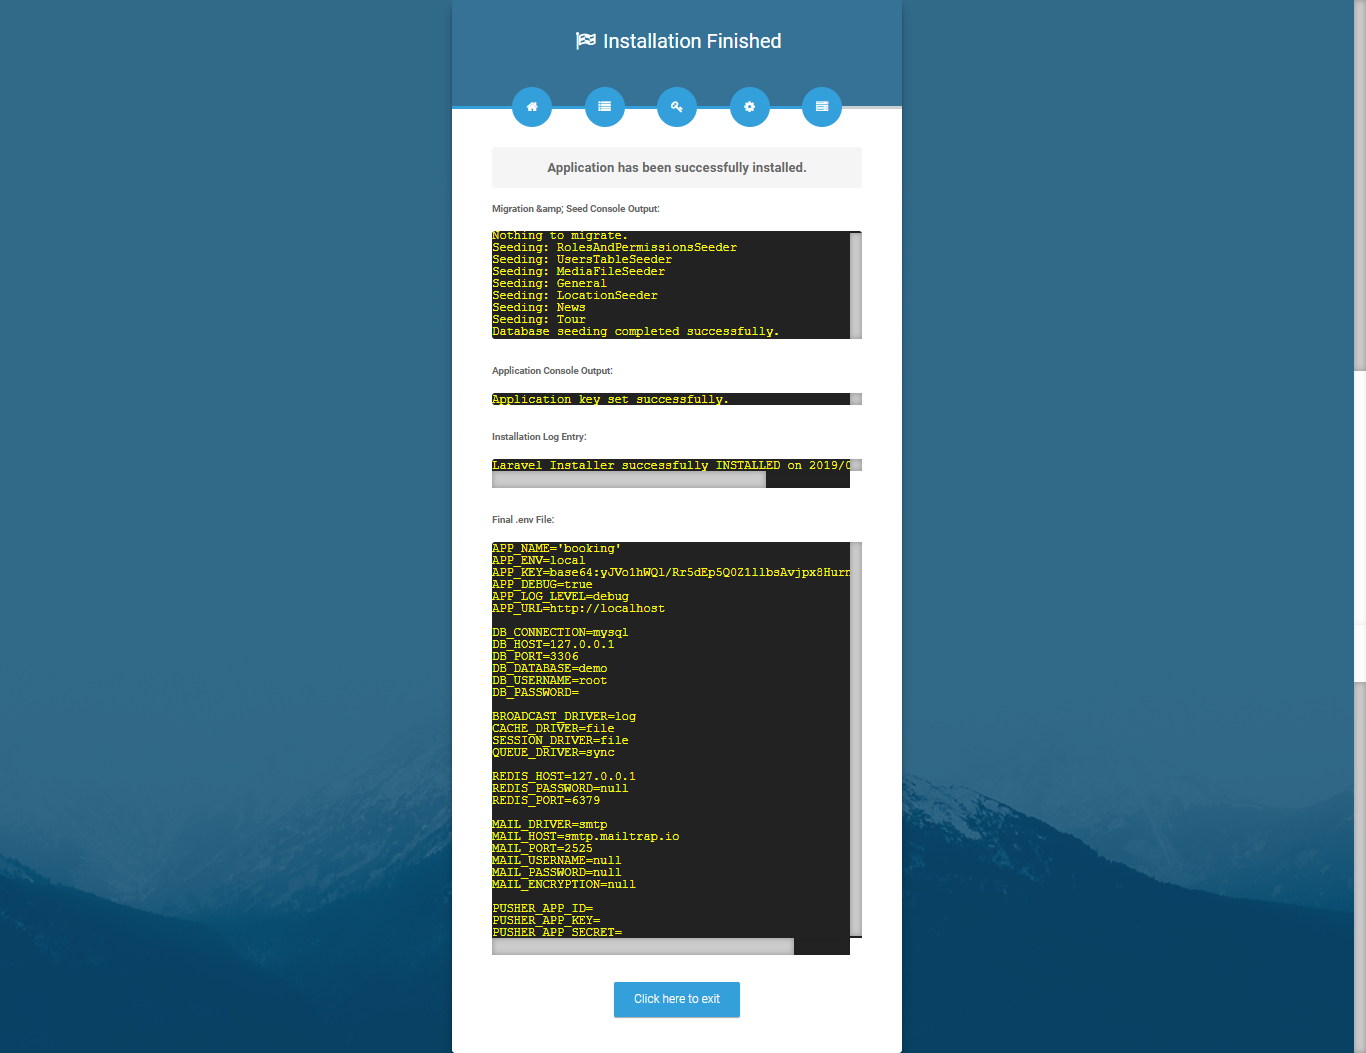 Installation Finished
Application has been successfully installed.
Migration &amp; Seed Console Output:
Nothing to migrate.
Seeding: RolesAndPermissionsSeeder
Seeding: UsersTableSeeder
Seeding: MediaFileSeeder
Seeding: General
Seeding: LocationSeeder
Seeding: News
Seeding: Tour
Database seeding completed successfully.
Application Console Output:
Application key set successfully.
Installation Log Entry:
Laravel Installer successfully INSTALLED on 2019/0
Final .env File:
APP_NAME='booking'
APP_ENV=local
APP_KEY=base64:yJVo1hWQl/Rr5dEp5Q0Z1llbsAvjpx8Hurn
APP_DEBUG=true
APP_LOG_LEVEL=debug
APP_URL=http://localhost
DB_CONNECTION=mysql
DB_HOST=127.0.0.1
DB_PORT=3306
DB_DATABASE=demo
DB_USERNAME=root
DB_PASSWORD=
BROADCAST_DRIVER=log
CACHE_DRIVER=file
SESSION_DRIVER=file
QUEUE_DRIVER=sync
REDIS_HOST=127.0.0.1
REDIS_PASSWORD=null
REDIS_PORT=6379
MAIL_DRIVER=smtp
MAIL_HOST=smtp.mailtrap.io
MAIL_PORT=2525
MAIL_USERNAME=null
MAIL_PASSWORD=null
MAIL_ENCRYPTION=null
PUSHER_APP_ID=
PUSHER_APP_KEY=
PUSHER_APP_SECRET=
Click here to exit